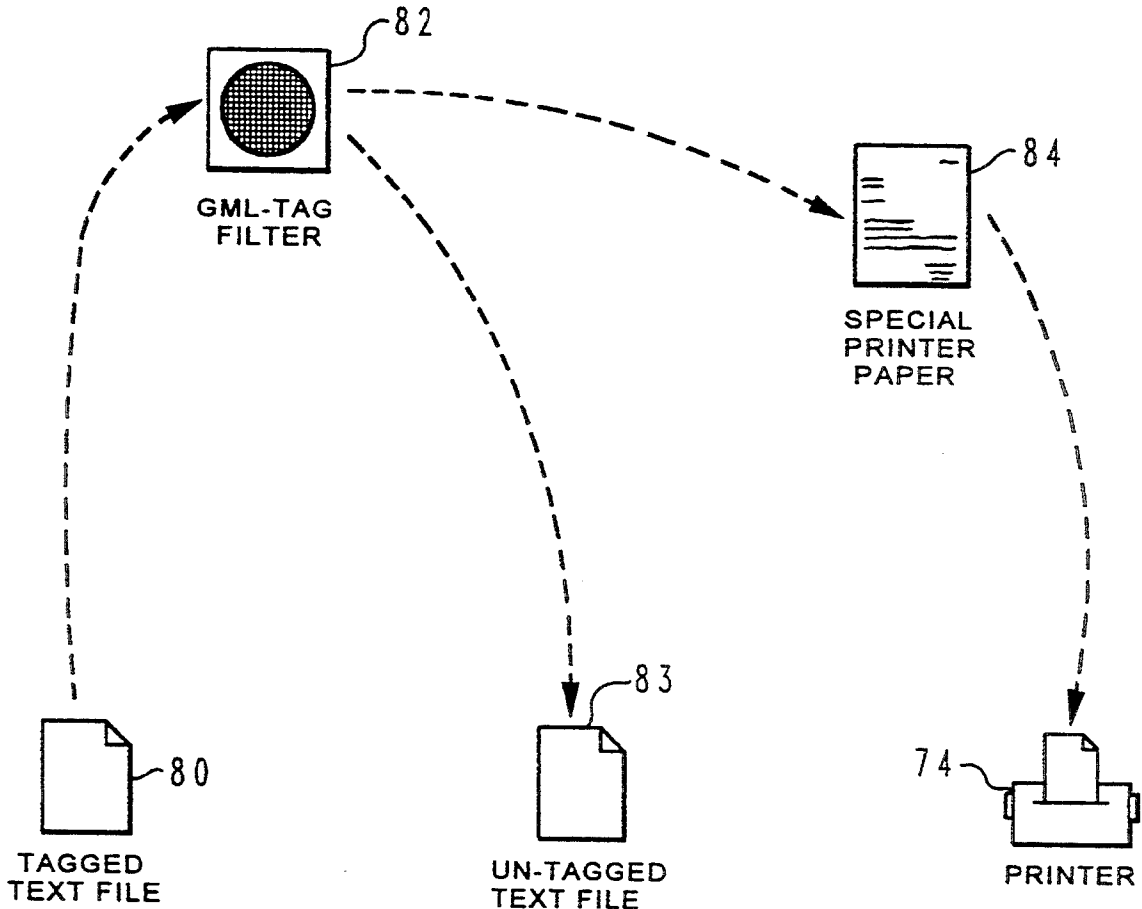 82
GML-TAG
FILTER
84
SPECIAL
PRINTER
PAPER
83
80
74
TAGGED
TEXT FILE
UN-TAGGED
TEXT FILE
PRINTER